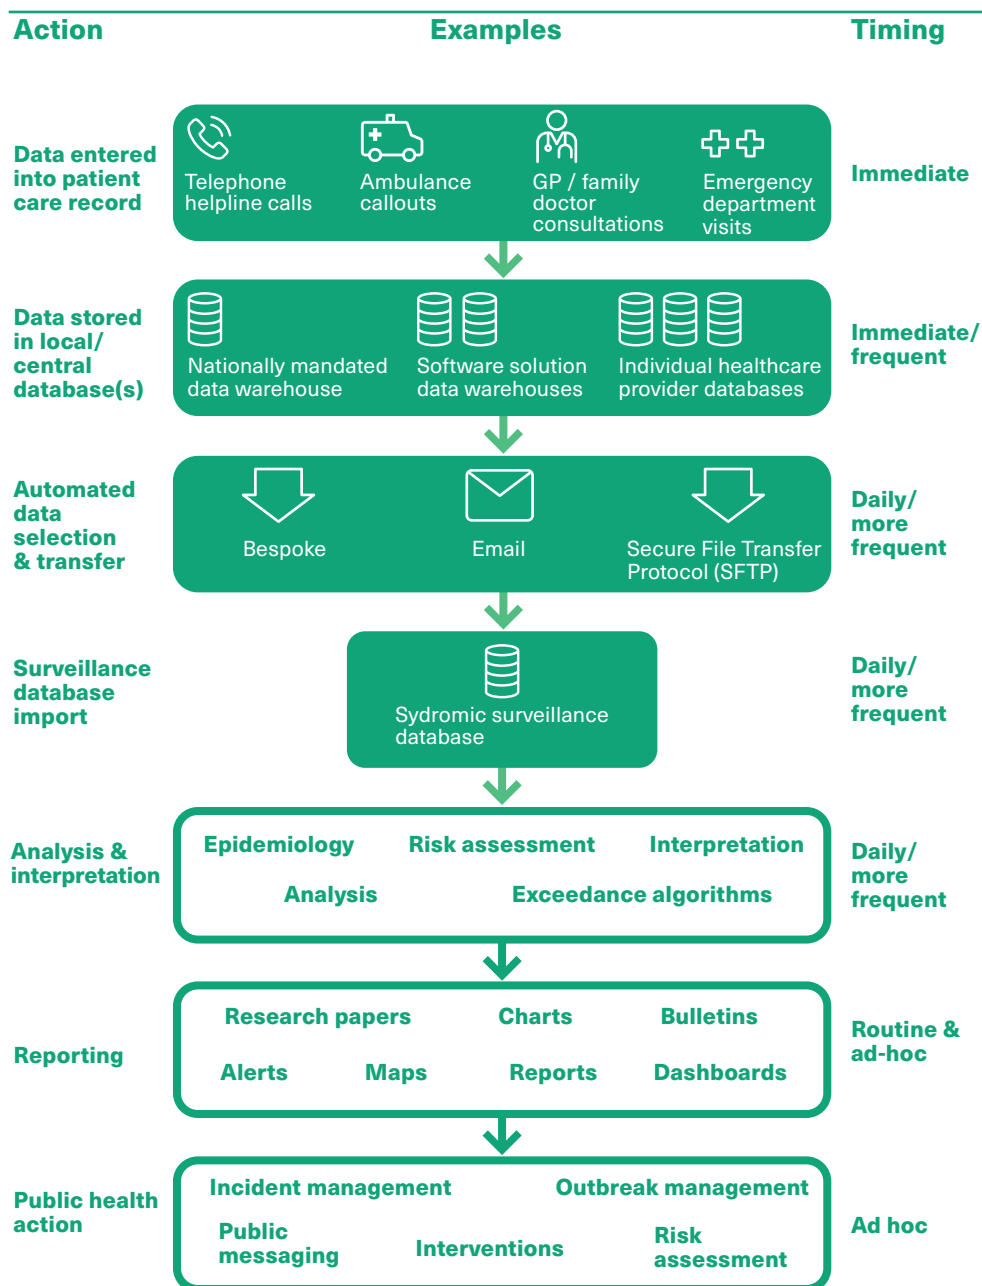 Action Examples Timing
Data entered
into patient
care record
Telephone
helpline calls
Ambulance
callouts
GP / family
doctor
consultations
Emergency
department
visits
Immediate
Data stored
in local/
central
database(s)
Nationally mandated
data warehouse
Software solution
data warehouses
Individual healthcare
provider databases
Immediate/
frequent
Automated
data
selection
& transfer
Bespoke
Email
Secure File Transfer
Protocol (SFTP)
Daily/
more
frequent
Surveillance
database
import
Sydromic surveillance
database
Daily/
more
frequent
Analysis &
interpretation
Epidemiology Risk assessment Interpretation
Analysis Exceedance algorithms
Daily/
more
frequent
Reporting
Research papers Charts Bulletins
Alerts Maps Reports Dashboards
Routine &
ad-hoc
Public health
action
Incident management Outbreak management
Public
messaging
Interventions
Risk
assessment
Ad hoc